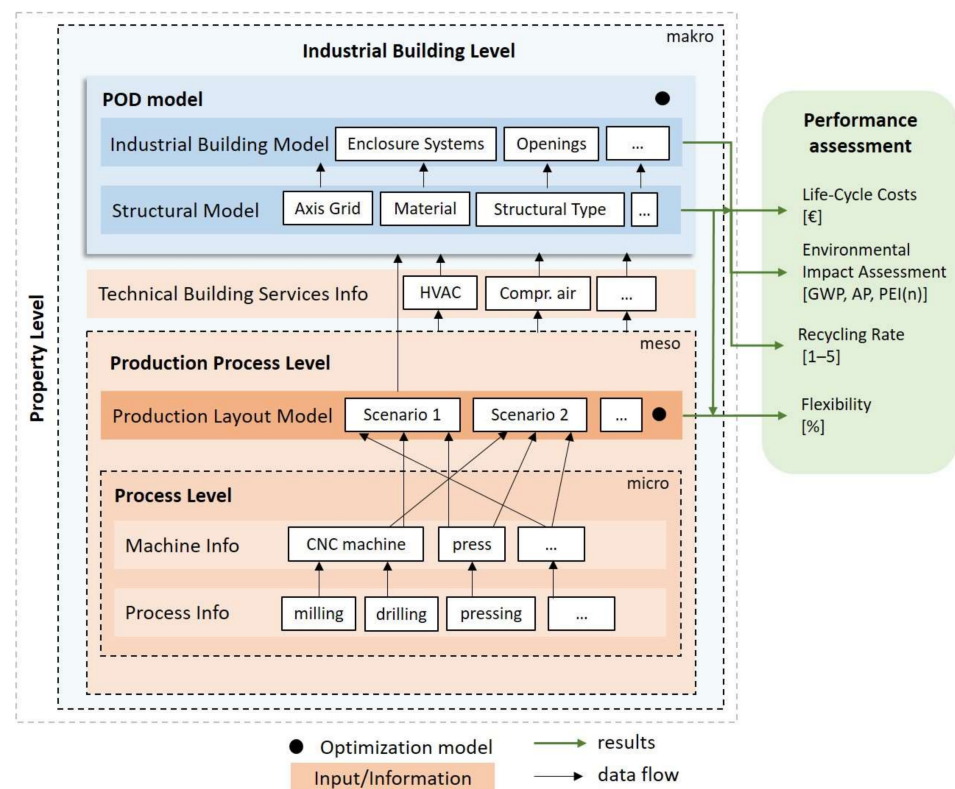 makro
Industrial Building Level
POD model
Industrial Building Model
Enclosure Systems
Openings
...
Structural Model
Axis Grid
Material
Structural Type
...
Technical Building Services Info
HVAC
Compr. air
...
Property Level
meso
Production Process Level
Production Layout Model
Scenario 1
Scenario 2
...
micro
Process Level
Machine Info
CNC machine
press
...
Process Info
milling
drilling
pressing
...
Performance
assessment
Life-Cycle Costs
[€]
Environmental
Impact Assessment
[GWP, AP, PEI(n)]
Recycling Rate
[1–5]
Flexibility
[%]
Optimization model
results
Input/Information
data flow